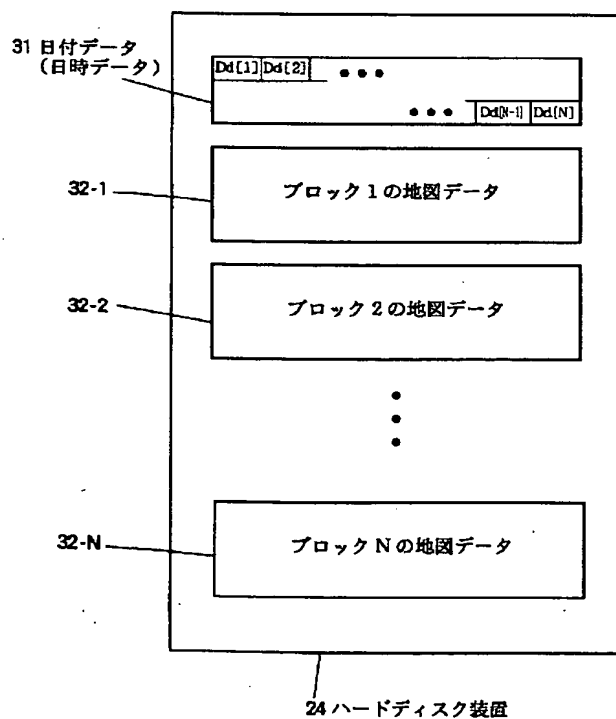 31 日付データ
(日時データ)
Dd[1] Dd[2] •••
••• Dd[N-1] Dd[N]
32-1
ブロック1の地図データ
32-2
ブロック2の地図データ
32-N
ブロックNの地図データ
24 ハードディスク装置